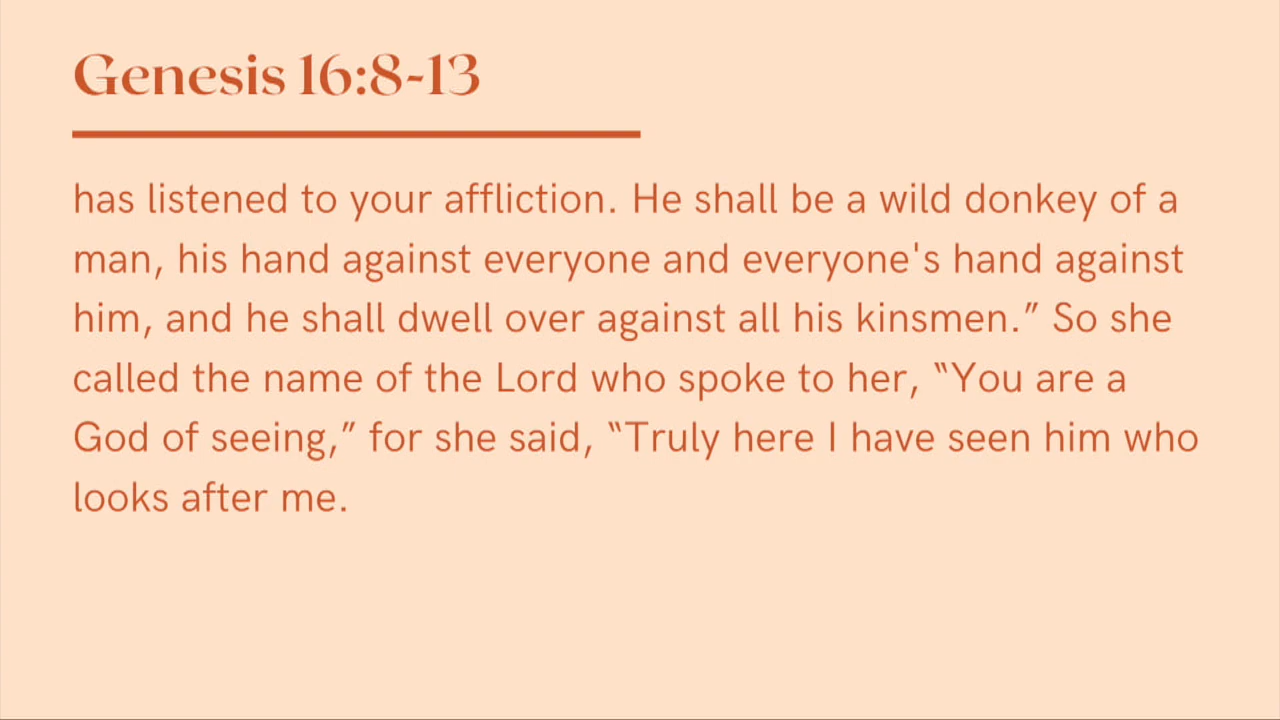 Genesis 16:8-13
has listened to your affliction. He shall be a wild donkey of a
man, his hand against everyone and everyone's hand against
him, and he shall dwell over against all his kinsmen.” So she
called the name of the Lord who spoke to her, “You are a
God of seeing,” for she said, “Truly here I have seen him who
looks after me.